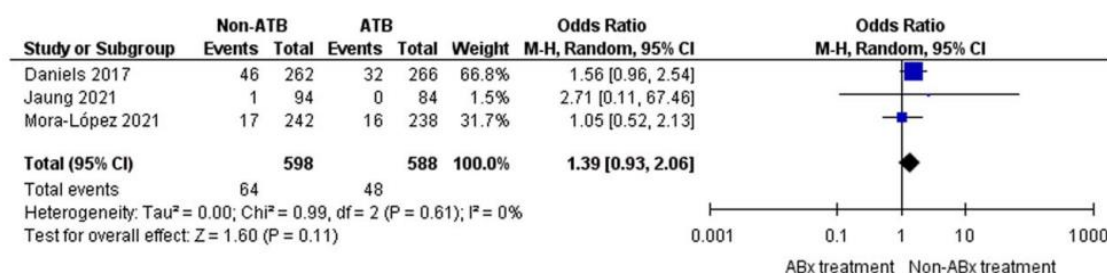 Non-ATB ATB Odds Ratio Odds Ratio
Study or Subgroup Events Total Events Total Weight M-H, Random, 95% CI M-H, Random, 95% CI
Daniels 2017 46 262 32 266 66.8% 1.56 [0.96, 2.54]
Jaung 2021 1 94 0 84 1.5% 2.71 [0.11, 67.46]
Mora-López 2021 17 242 16 238 31.7% 1.05 [0.52, 2.13]
Total (95% CI) 598 588 100.0% 1.39 [0.93, 2.06]
Total events 64 48
Heterogeneity: Tau² = 0.00; Chi² = 0.99, df = 2 (P = 0.61); I² = 0%
Test for overall effect: Z = 1.60 (P = 0.11)
0.001 0.1 1 10 1000
ABx treatment Non-ABx treatment